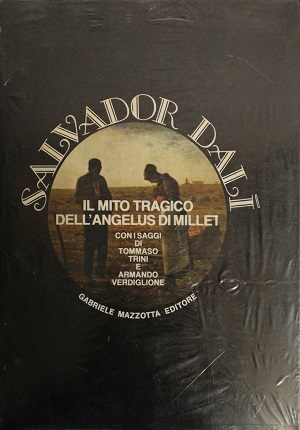 SALVADOR DALÍ
IL MITO TRAGICO
DELL'ANGELUS DI MILLET
CON I SAGGI
DI
TOMMASO
TRINI
E
ARMANDO
VERDIGLIONE
GABRIELE MAZZOTTA EDITORE